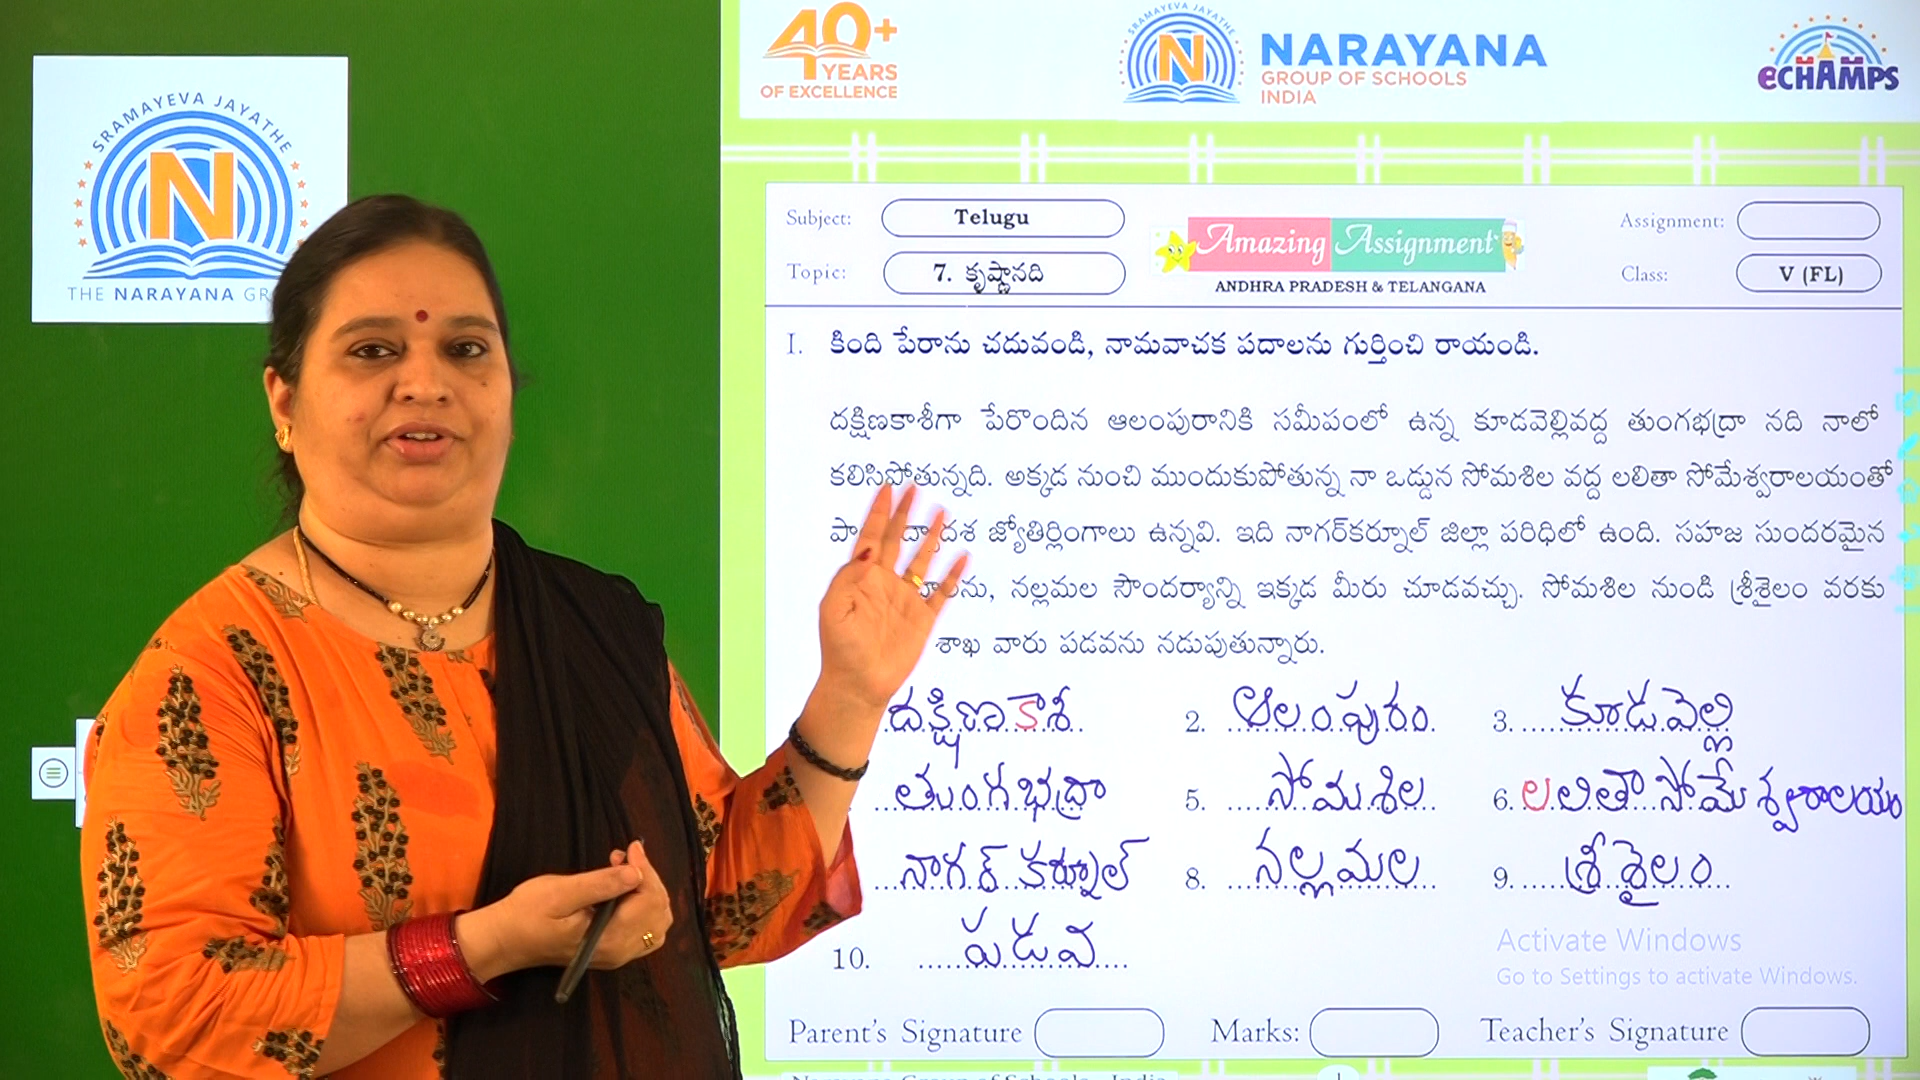 SRAMAYEVA JAYATHE
N
THE NARAYANA GR
40+
YEARS
OF EXCELLENCE
SRAMAYEVA JAYATHE
N
NARAYANA
GROUP OF SCHOOLS
INDIA
eCHAMPS
Subject: Telugu
Amazing Assignment
Assignment:
Topic: 7. కృష్ణానది
ANDHRA PRADESH & TELANGANA
Class: V (FL)
I. కింది పేరాను చదువండి, నామవాచక పదాలను గుర్తించి రాయండి.
దక్షిణకాశీగా పేరొందిన ఆలంపురానికి సమీపంలో ఉన్న కూడవెల్లివద్ద తుంగభద్రా నది నాలో
కలిసిపోతున్నది. అక్కడ నుంచి ముందుకుపోతున్న నా ఒడ్డున సోమశిల వద్ద లలితా సోమేశ్వరాలయంతో
జ్యోతిర్లింగాలు ఉన్నవి. ఇది నాగర్‌కర్నూల్ జిల్లా పరిధిలో ఉంది. సహజ సుందరమైన
నల్లమల సౌందర్యాన్ని ఇక్కడ మీరు చూడవచ్చు. సోమశిల నుండి శ్రీశైలం వరకు
శాఖ వారు పడవను నడుపుతున్నారు.
దక్షిణకాశీ 2. ఆలంపురం 3. కూడవెల్లి
తుంగభద్రా 5. సోమశిల 6. లలితా సోమేశ్వరాలయం
నాగర్ కర్నూల్ 8. నల్లమల 9. శ్రీశైలం
10. పడవ
Activate Windows
Go to Settings to activate Windows.
Parent's Signature Marks: Teacher's Signature